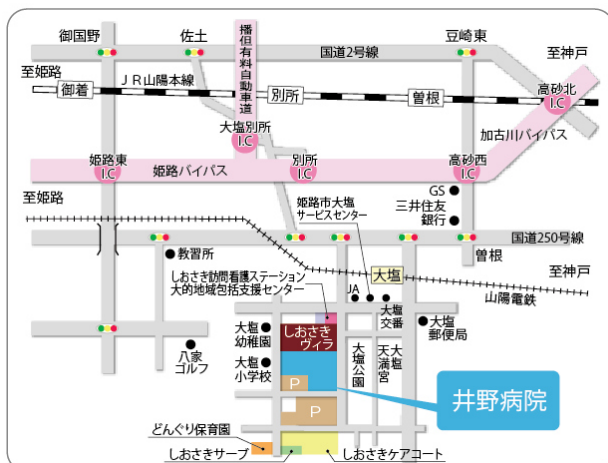 御国野
佐土
播但有料自動車道
国道2号線
豆崎東
至神戸
至姫路
JR山陽本線
御着
別所
曽根
高砂北
I.C
大塩別所
I.C
加古川バイパス
姫路東
I.C
姫路バイパス
別所
I.C
高砂西
I.C
至姫路
姫路市大塩
サービスセンター
GS
三井住友
銀行
国道250号線
教習所
曽根
しおさき訪問看護ステーション
大的地域包括支援センター
大塩
至神戸
JA
山陽電鉄
大塩
交番
大塩
郵便局
大塩
幼稚園
しおさき
ヴィラ
八家
ゴルフ
大塩
小学校
大塩公園
大塩
天満宮
P
P
井野病院
どんぐり保育園
しおさきサーブ
しおさきケアコート